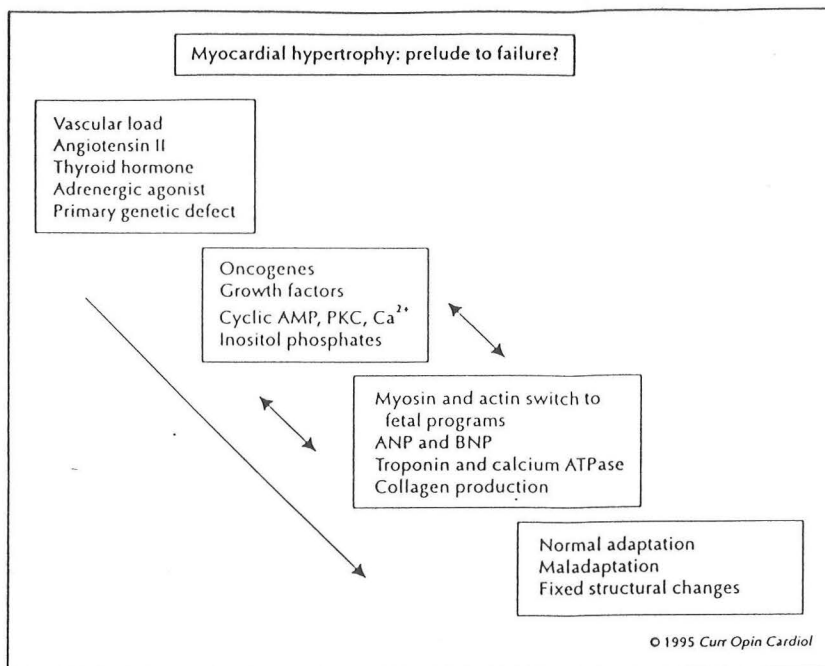 Myocardial hypertrophy: prelude to failure?
Vascular load
Angiotensin II
Thyroid hormone
Adrenergic agonist
Primary genetic defect
Oncogenes
Growth factors
Cyclic AMP, PKC, Ca²⁺
Inositol phosphates
Myosin and actin switch to
fetal programs
ANP and BNP
Troponin and calcium ATPase
Collagen production
Normal adaptation
Maladaptation
Fixed structural changes
© 1995 Curr Opin Cardiol